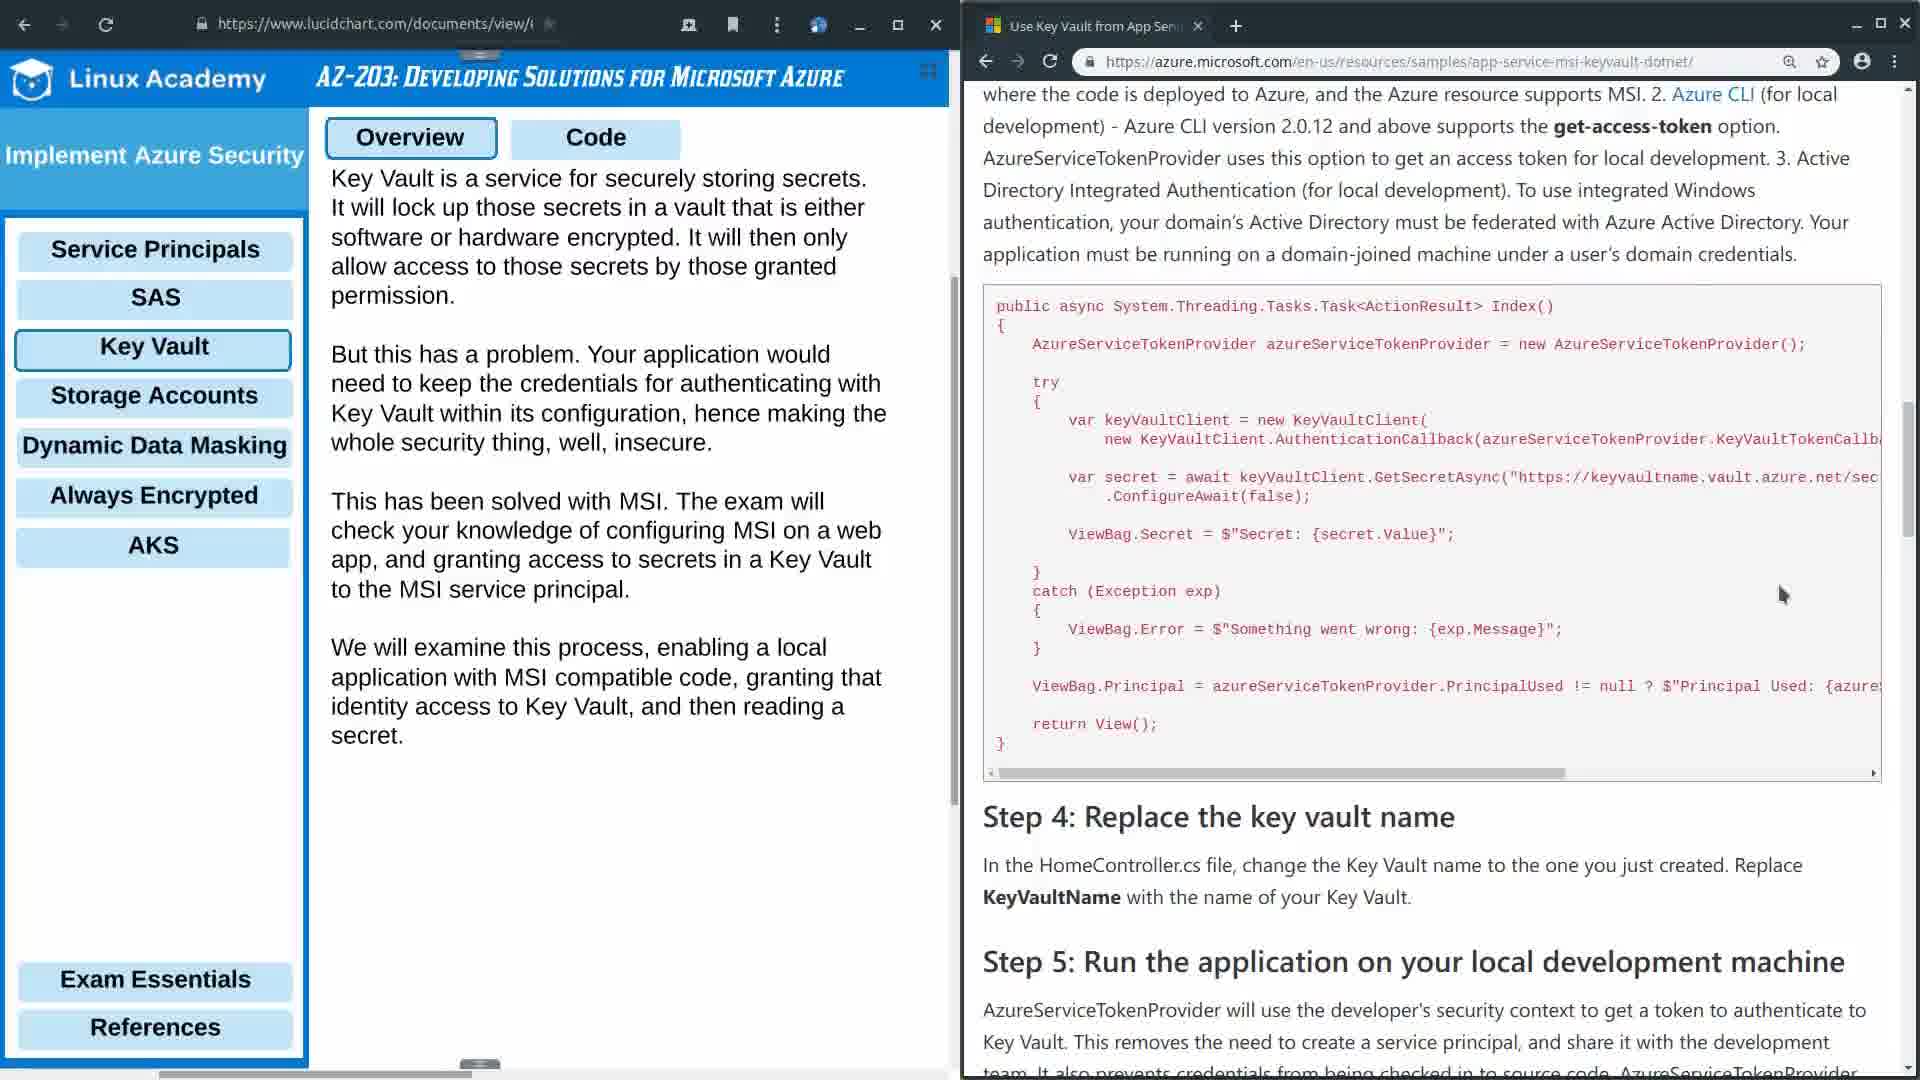 https://www.lucidchart.com/documents/view/
Linux Academy
AZ-203: Developing Solutions for Microsoft Azure
Implement Azure Security
Service Principals
SAS
Key Vault
Storage Accounts
Dynamic Data Masking
Always Encrypted
AKS
Exam Essentials
References
Overview
Code
Key Vault is a service for securely storing secrets.
It will lock up those secrets in a vault that is either
software or hardware encrypted. It will then only
allow access to those secrets by those granted
permission.
But this has a problem. Your application would
need to keep the credentials for authenticating with
Key Vault within its configuration, hence making the
whole security thing, well, insecure.
This has been solved with MSI. The exam will
check your knowledge of configuring MSI on a web
app, and granting access to secrets in a Key Vault
to the MSI service principal.
We will examine this process, enabling a local
application with MSI compatible code, granting that
identity access to Key Vault, and then reading a
secret.
Use Key Vault from App Serv
https://azure.microsoft.com/en-us/resources/samples/app-service-msi-keyvault-dotnet/
where the code is deployed to Azure, and the Azure resource supports MSI. 2. Azure CLI (for local
development) - Azure CLI version 2.0.12 and above supports the get-access-token option.
AzureServiceTokenProvider uses this option to get an access token for local development. 3. Active
Directory Integrated Authentication (for local development). To use integrated Windows
authentication, your domain's Active Directory must be federated with Azure Active Directory. Your
application must be running on a domain-joined machine under a user's domain credentials.
public async System.Threading.Tasks.Task<ActionResult> Index()
{
AzureServiceTokenProvider azureServiceTokenProvider = new AzureServiceTokenProvider();
try
{
var keyVaultClient = new KeyVaultClient(
new KeyVaultClient.AuthenticationCallback(azureServiceTokenProvider.KeyVaultTokenCallba
var secret = await keyVaultClient.GetSecretAsync("https://keyvaultname.vault.azure.net/sec
.ConfigureAwait(false);
ViewBag.Secret = $"Secret: {secret.Value}";
}
catch (Exception exp)
{
ViewBag.Error = $"Something went wrong: {exp.Message}";
}
ViewBag.Principal = azureServiceTokenProvider.PrincipalUsed != null ? $"Principal Used: {azureS
return View();
}
Step 4: Replace the key vault name
In the HomeController.cs file, change the Key Vault name to the one you just created. Replace
KeyVaultName with the name of your Key Vault.
Step 5: Run the application on your local development machine
AzureServiceTokenProvider will use the developer's security context to get a token to authenticate to
Key Vault. This removes the need to create a service principal, and share it with the development
team. It also prevents credentials from being checked in to source code. AzureServiceTokenProvider